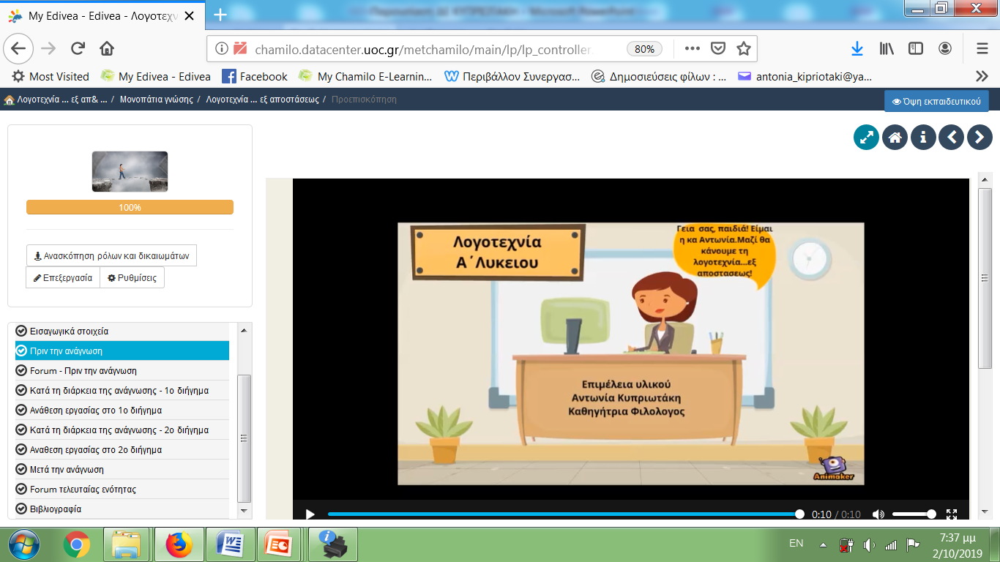 My Edivea - Edivea - Λογοτεχν
chamilo.datacenter.uoc.gr/metchamilo/main/lp/lp_controller
80%
Most Visited
My Edivea - Edivea
Facebook
My Chamilo E-Learnin...
Περιβάλλον Συνεργασ...
Δημοσιεύσεις φίλων : ...
antonia_kipriotaki@ya...
Λογοτεχνία ... εξ απ& ... / Μονοπάτια γνώσης / Λογοτεχνία ... εξ αποστάσεως / Προεπισκόπηση
Όψη εκπαιδευτικού
100%
Ανασκόπηση ρόλων και δικαιωμάτων
Επεξεργασία
Ρυθμίσεις
Εισαγωγικά στοιχεία
Πριν την ανάγνωση
Forum - Πριν την ανάγνωση
Κατά τη διάρκεια της ανάγνωσης - 1ο διήγημα
Ανάθεση εργασίας στο 1ο διήγημα
Κατά τη διάρκεια της ανάγνωσης - 2ο διήγημα
Αναθεση εργασίας στο 2ο διήγημα
Μετά την ανάγνωση
Forum τελευταίας ενότητας
Βιβλιογραφία
Λογοτεχνία
Α΄Λυκειου
Γεια σας, παιδιά! Είμαι
η κα Αντωνία.Μαζί θα
κάνουμε τη
λογοτεχνία...εξ
αποστασεως!
Επιμέλεια υλικού
Αντωνία Κυπριωτάκη
Καθηγήτρια Φιλολογος
Animaker
0:10 / 0:10
EN
7:37 μμ
2/10/2019